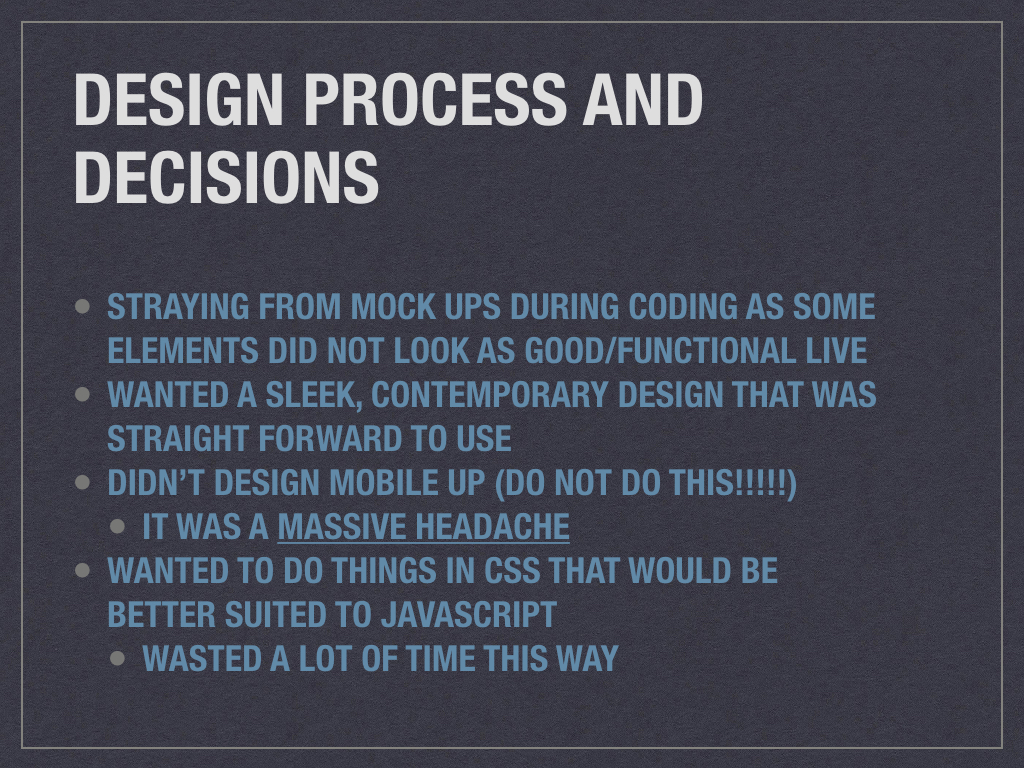 DESIGN PROCESS AND
DECISIONS
• STRAYING FROM MOCK UPS DURING CODING AS SOME
ELEMENTS DID NOT LOOK AS GOOD/FUNCTIONAL LIVE
• WANTED A SLEEK, CONTEMPORARY DESIGN THAT WAS
STRAIGHT FORWARD TO USE
• DIDN’T DESIGN MOBILE UP (DO NOT DO THIS!!!!!)
• IT WAS A MASSIVE HEADACHE
• WANTED TO DO THINGS IN CSS THAT WOULD BE
BETTER SUITED TO JAVASCRIPT
• WASTED A LOT OF TIME THIS WAY